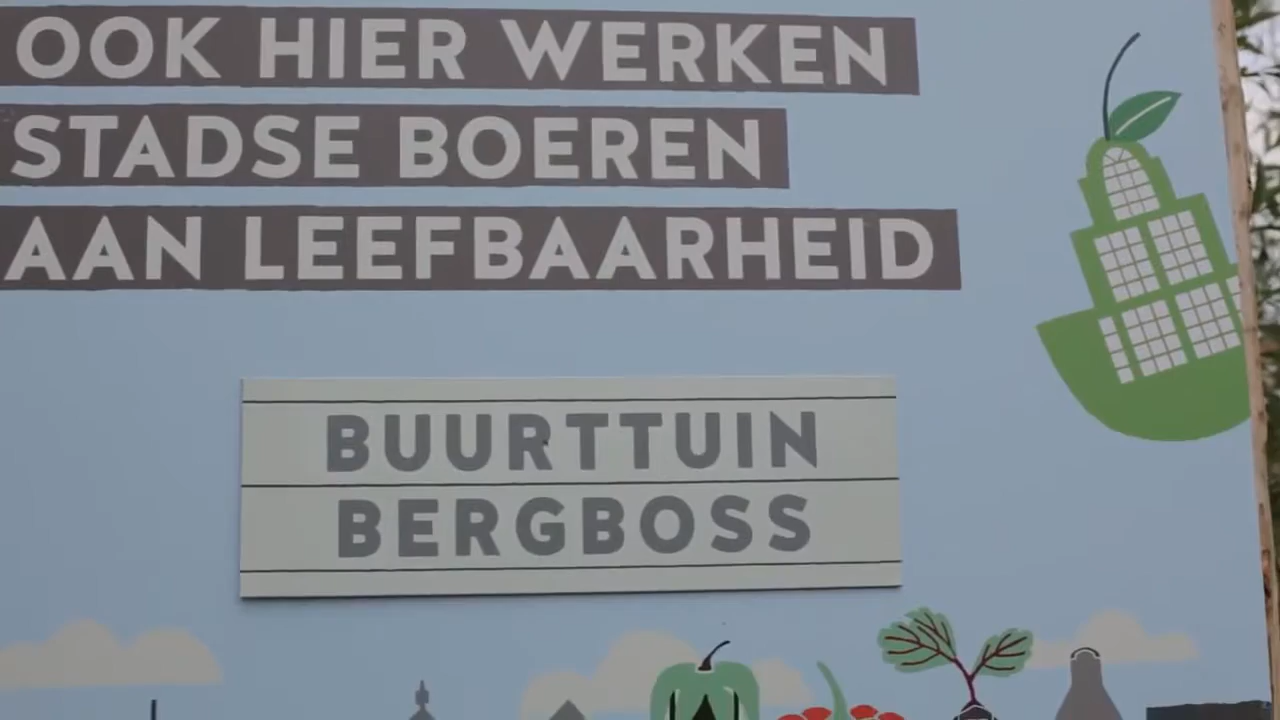 OOK HIER WERKEN
STADSE BOEREN
AAN LEEFBAARHEID
BUURTTUIN
BERGBOSS